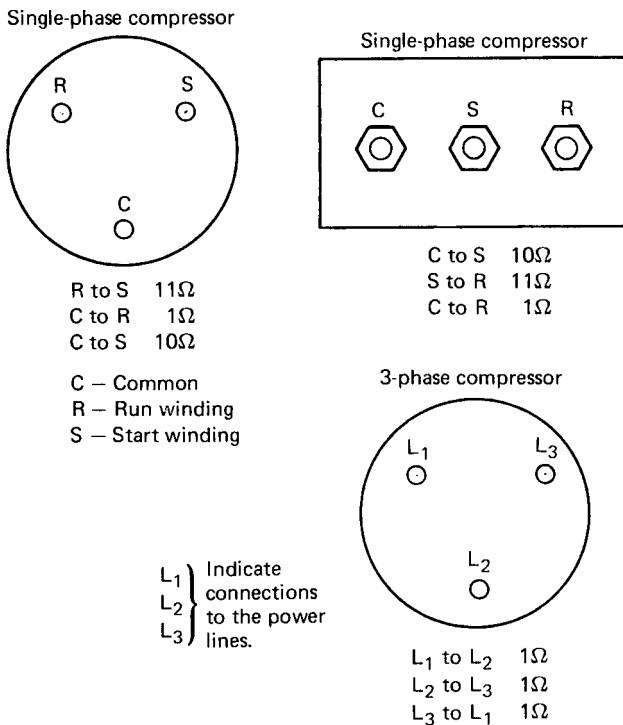 Single-phase compressor
R S
C
R to S 11Ω
C to R 1Ω
C to S 10Ω
C – Common
R – Run winding
S – Start winding
Single-phase compressor
C S R
C to S 10Ω
S to R 11Ω
C to R 1Ω
3-phase compressor
L1 L3
L2
L1 to L2 1Ω
L2 to L3 1Ω
L3 to L1 1Ω
L1 Indicate
connections
L2 to the power
L3 lines.